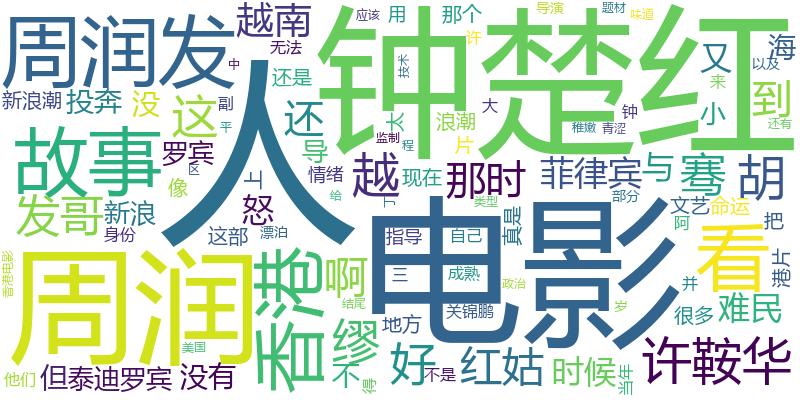 周润发
越南
那个
用
应该
导演
题材
味道
许
无法
中
还是
技术
钟楚红
又
海
以及
来
到
还有
新浪潮
投奔
没
这
副
平
还
太
浪潮
大
钟
小
稚嫩
青涩
片
监制
程
故事
人
罗宾
区
导
情绪
越
现在
那时
菲律宾
与
骞
胡
像
上
给
了
类型
部分
发哥
新浪
怒
身份
这部
漂泊
指导
自己
真是
文艺
命运
把
阿
看
港片
电影
香港电影
周润
香港
啊
三
成熟
政治
并
很多
难民
结尾
关锦鹏
岁
美国
缪
地方
他们
但泰迪罗宾
没有
不
得
好
不是
红姑
时候
当年
许鞍华